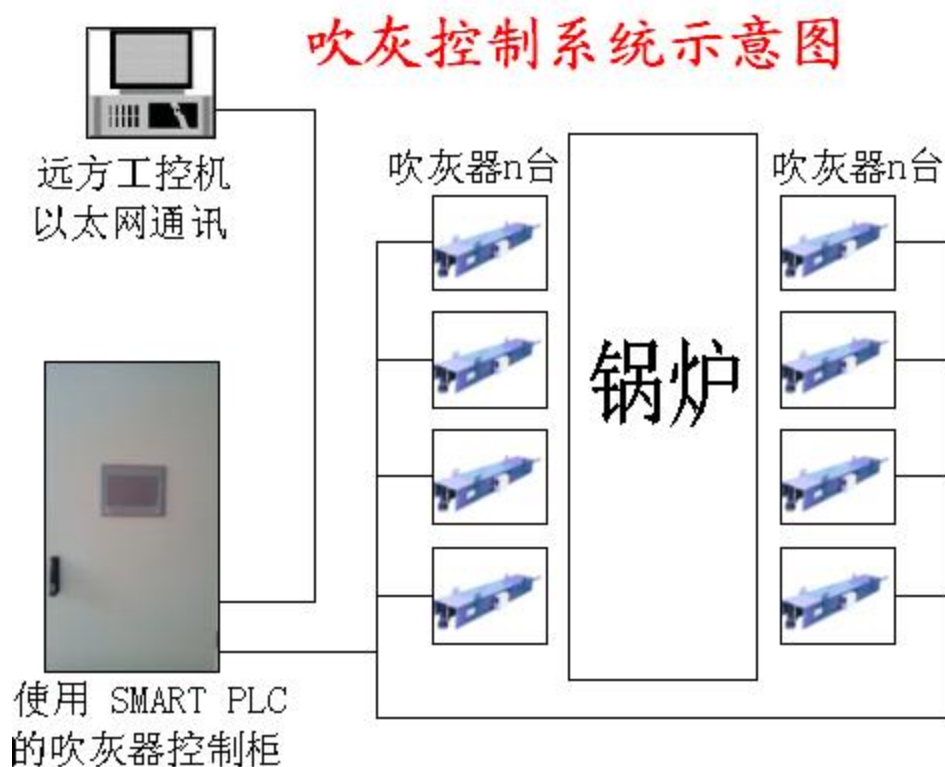 吹灰控制系统示意图
远方工控机
以太网通讯
吹灰器n台
吹灰器n台
锅炉
使用 SMART PLC
的吹灰器控制柜